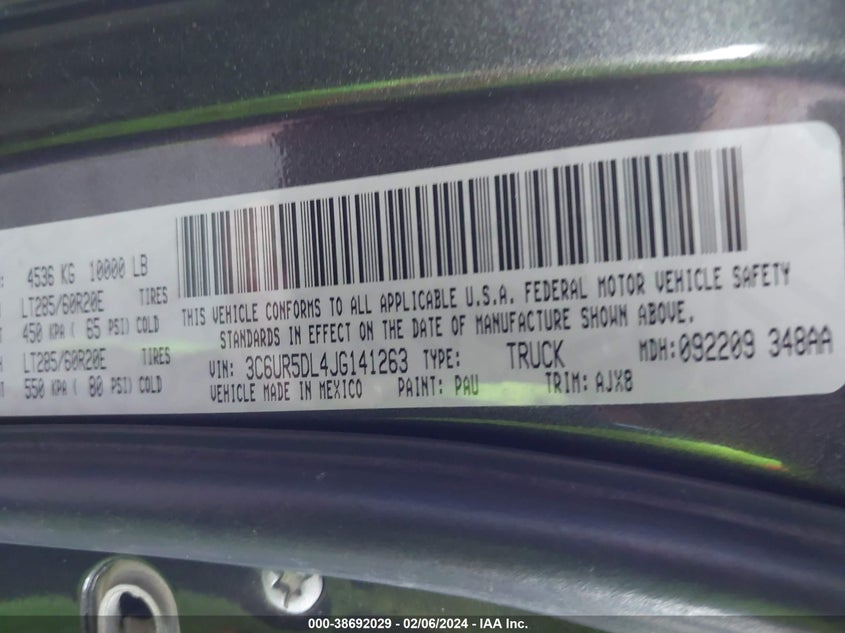 4536 KG 10000 LB
LT285/60R20E TIRES
450 KPA ( 65 PSI) COLD
LT285/60R20E TIRES
550 KPA ( 80 PSI) COLD
THIS VEHICLE CONFORMS TO ALL APPLICABLE U.S.A. FEDERAL MOTOR VEHICLE SAFETY
STANDARDS IN EFFECT ON THE DATE OF MANUFACTURE SHOWN ABOVE.
VIN: 3C6UR5DL4JG141263 TYPE: TRUCK MDH:092209 348AA
VEHICLE MADE IN MEXICO PAINT: PAU TRIM: AJX8
000-38692029 - 02/06/2024 - IAA Inc.